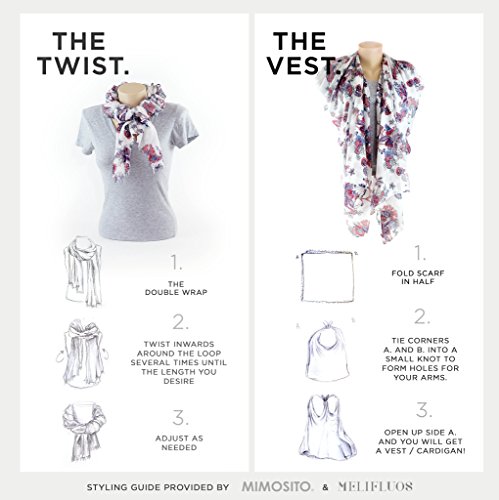 THE
TWIST.
1.
THE
DOUBLE WRAP
2.
TWIST INWARDS
AROUND THE LOOP
SEVERAL TIMES UNTIL
THE LENGTH YOU
DESIRE
3.
ADJUST AS
NEEDED
THE
VEST.
1.
FOLD SCARF
IN HALF
2.
TIE CORNERS
A. AND B. INTO A
SMALL KNOT TO
FORM HOLES FOR
YOUR ARMS.
3.
OPEN UP SIDE A.
AND YOU WILL GET
A VEST / CARDIGAN!
STYLING GUIDE PROVIDED BY MIMOSITO. & MELIFLUOS